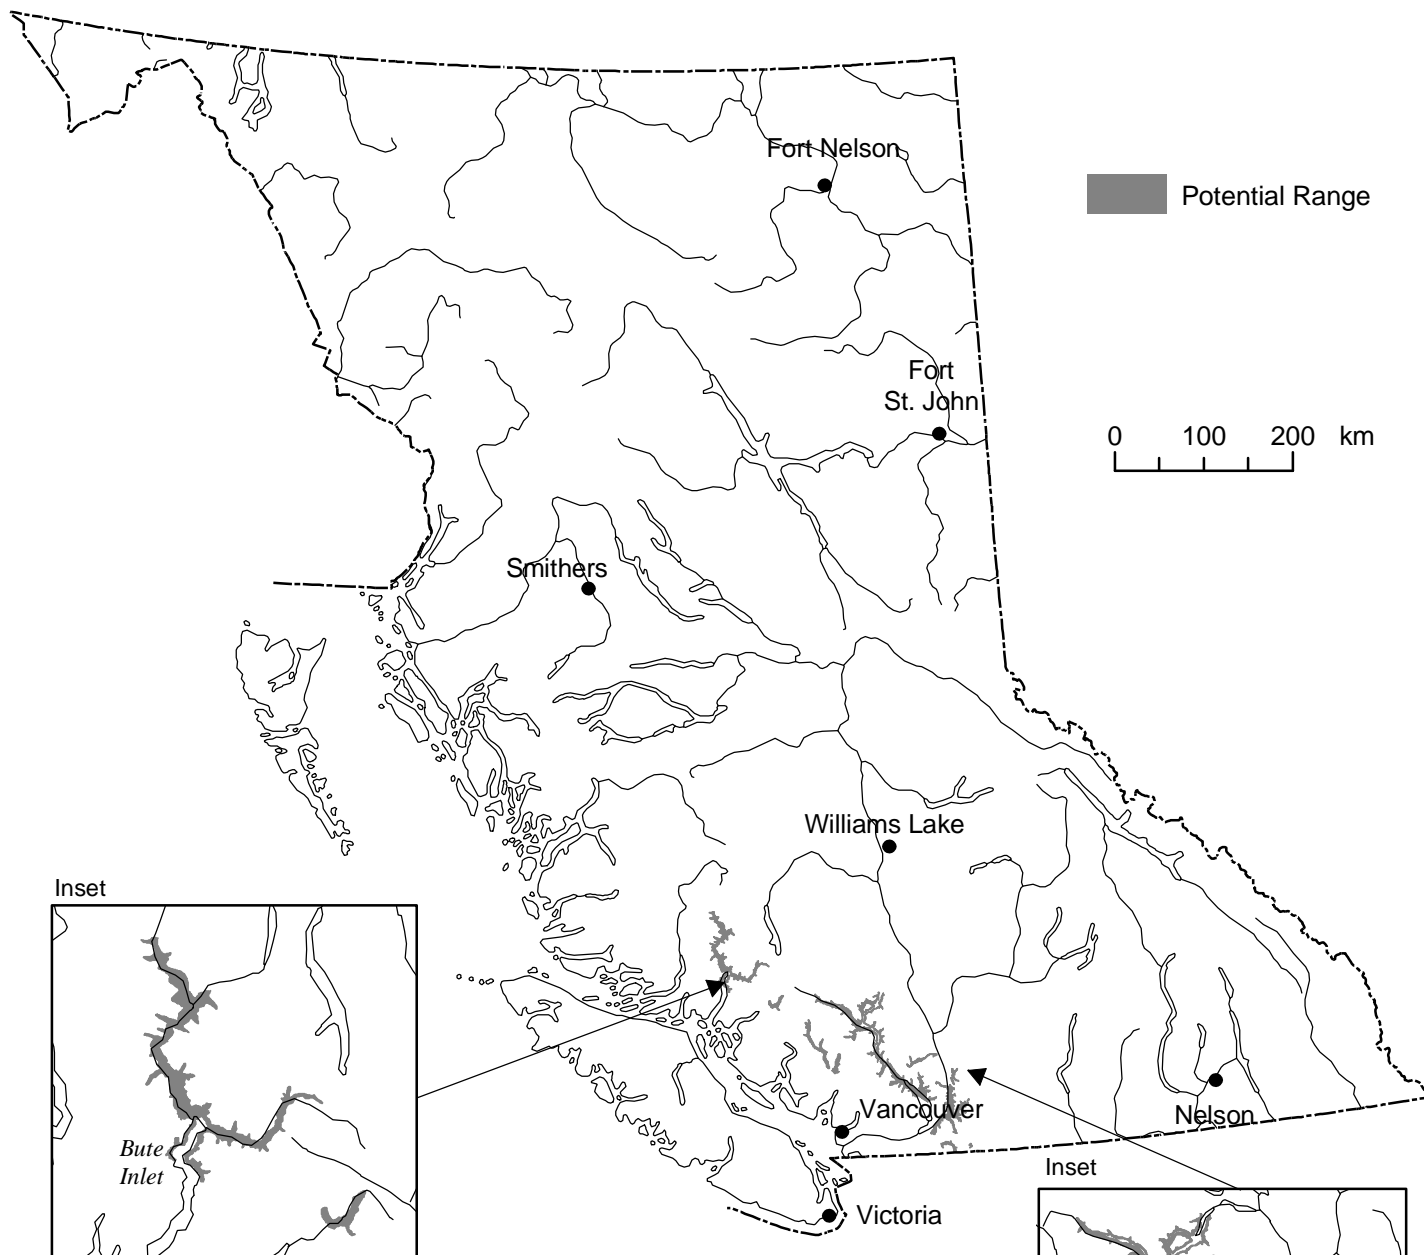 Fort Nelson
Potential Range
Fort
St. John
0 100 200 km
Smithers
Williams Lake
Inset
Bute
Inlet
Vancouver
Nelson
Inset
Victoria